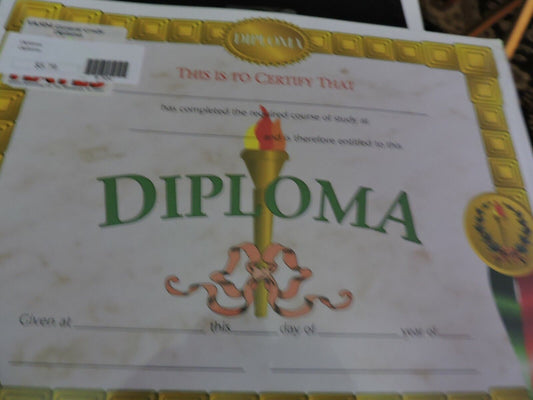 DIPLOMA
THIS IS TO CERTIFY THAT
has completed the required course of study at
and is therefore entitled to this
DIPLOMA
Given at this day of year of